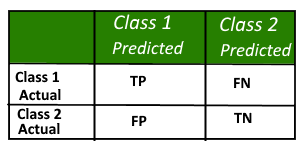 Class 1 Class 2
Predicted Predicted
Class 1 TP FN
Actual
Class 2 FP TN
Actual